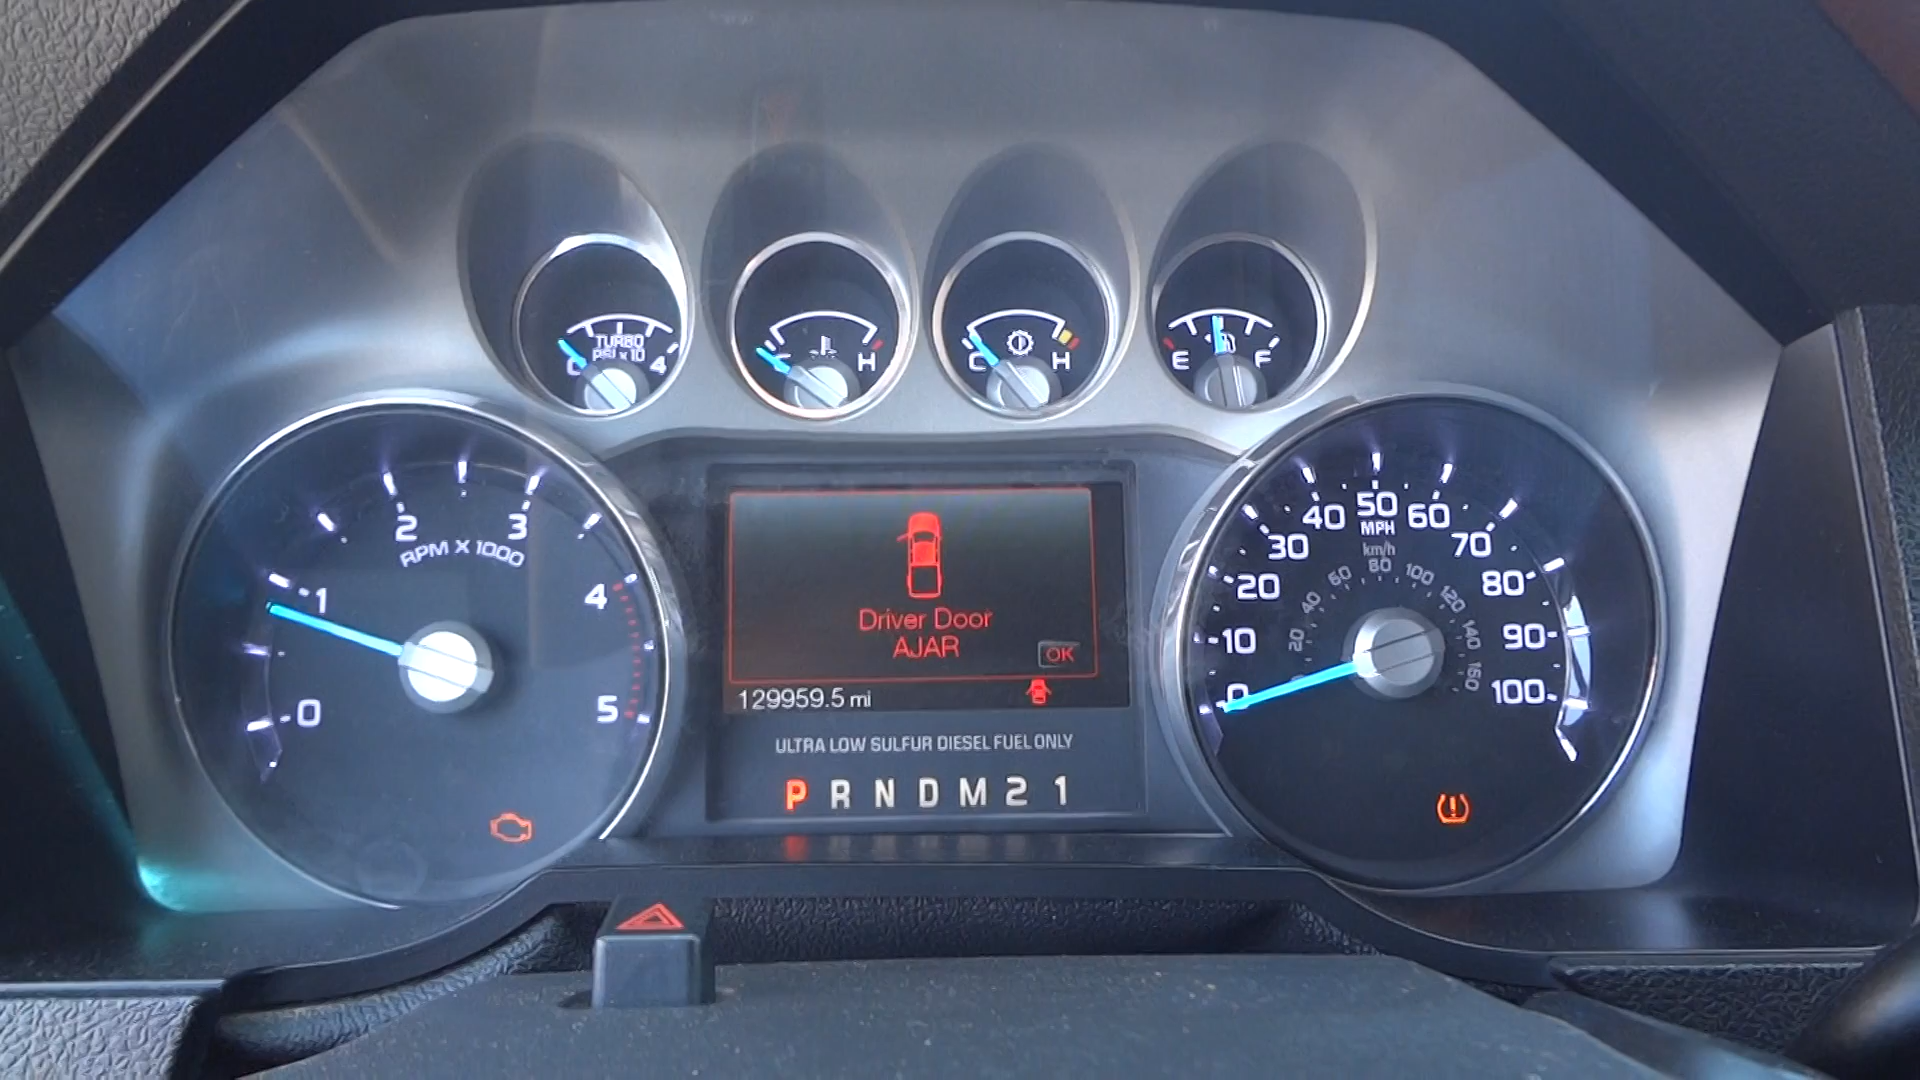 TURBO
PSI x 10
0 4
C H
C H
E F
0 1 2 3 4 5
RPM X 1000
Driver Door
AJAR
OK
129959.5 mi
ULTRA LOW SULFUR DIESEL FUEL ONLY
P R N D M 2 1
0 10 20 30 40 50 60 70 80 90 100
MPH
km/h
20 40 60 80 100 120 140 160